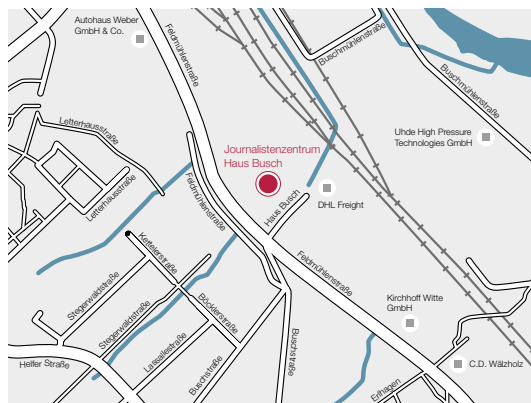 Autohaus Weber
GmbH & Co.
Feldmühlenstraße
Buschmühlenstraße
Buschmühlenstraße
Letterhausstraße
Uhde High Pressure
Technologies GmbH
Journalistenzentrum
Haus Busch
Letterhausstraße
Feldmühlenstraße
DHL Freight
Haus Busch
Kettelerstraße
Feldmühlenstraße
Stegerwaldstraße
Böcklerstraße
Kirchhoff Witte
GmbH
Stegerwaldstraße
Lassallestraße
Buschstraße
Helfer Straße
Buschstraße
C.D. Wälzholz
Erlhagen